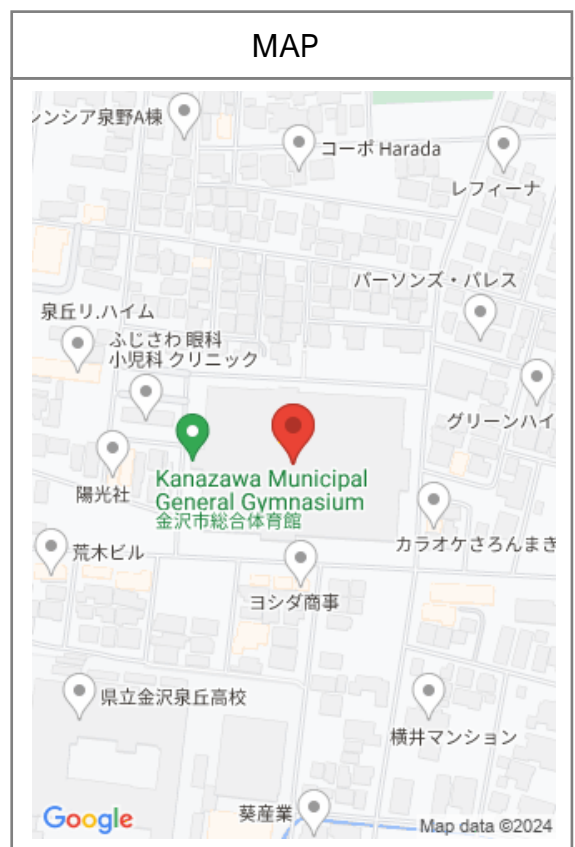 MAP
シンシア泉野A棟
コーポ Harada
レフィーナ
パーソンズ・パレス
泉丘リ.ハイム
ふじさわ 眼科
小児科 クリニック
グリーンハイ
Kanazawa Municipal
General Gymnasium
金沢市総合体育館
陽光社
カラオケさろんまき
荒木ビル
ヨシダ商事
県立金沢泉丘高校
横井マンション
葵産業
Google
Map data ©2024